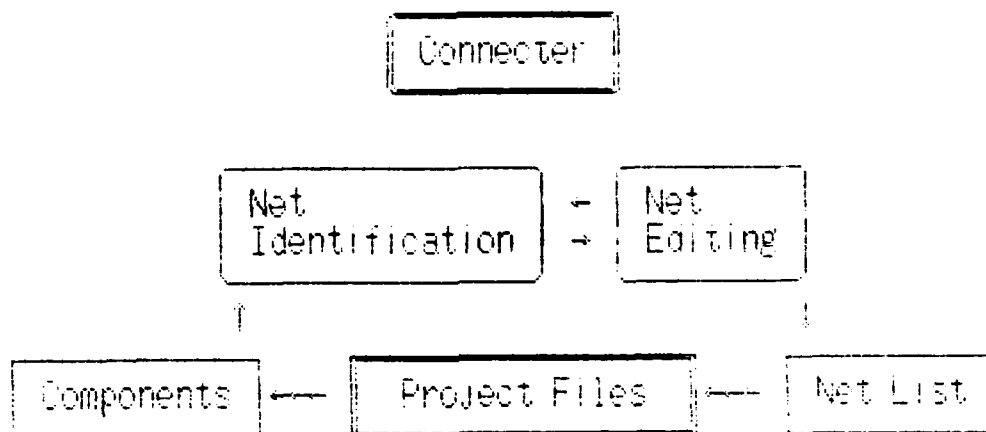 Connecter
Net
Identification
Net
Editing
Components
Project Files
Net List